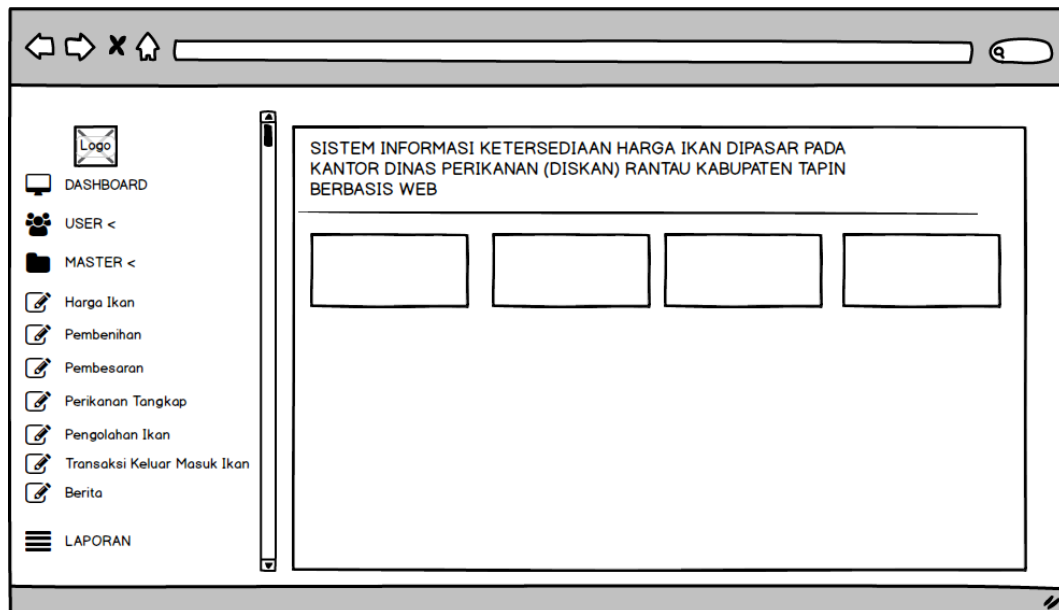 Logo
DASHBOARD
USER <
MASTER <
Harga Ikan
Pembenihan
Pembesaran
Perikanan Tangkap
Pengolahan Ikan
Transaksi Keluar Masuk Ikan
Berita
LAPORAN
SISTEM INFORMASI KETERSEDIAAN HARGA IKAN DIPASAR PADA
KANTOR DINAS PERIKANAN (DISKAN) RANTAU KABUPATEN TAPIN
BERBASIS WEB